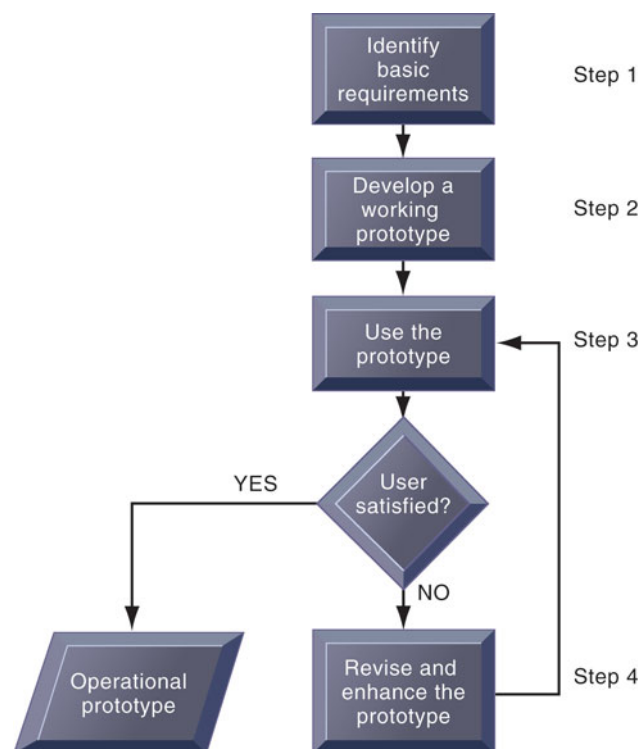 Identify
basic
requirements
Step 1
Develop a
working
prototype
Step 2
Use the
prototype
Step 3
User
satisfied?
YES
NO
Operational
prototype
Revise and
enhance the
prototype
Step 4